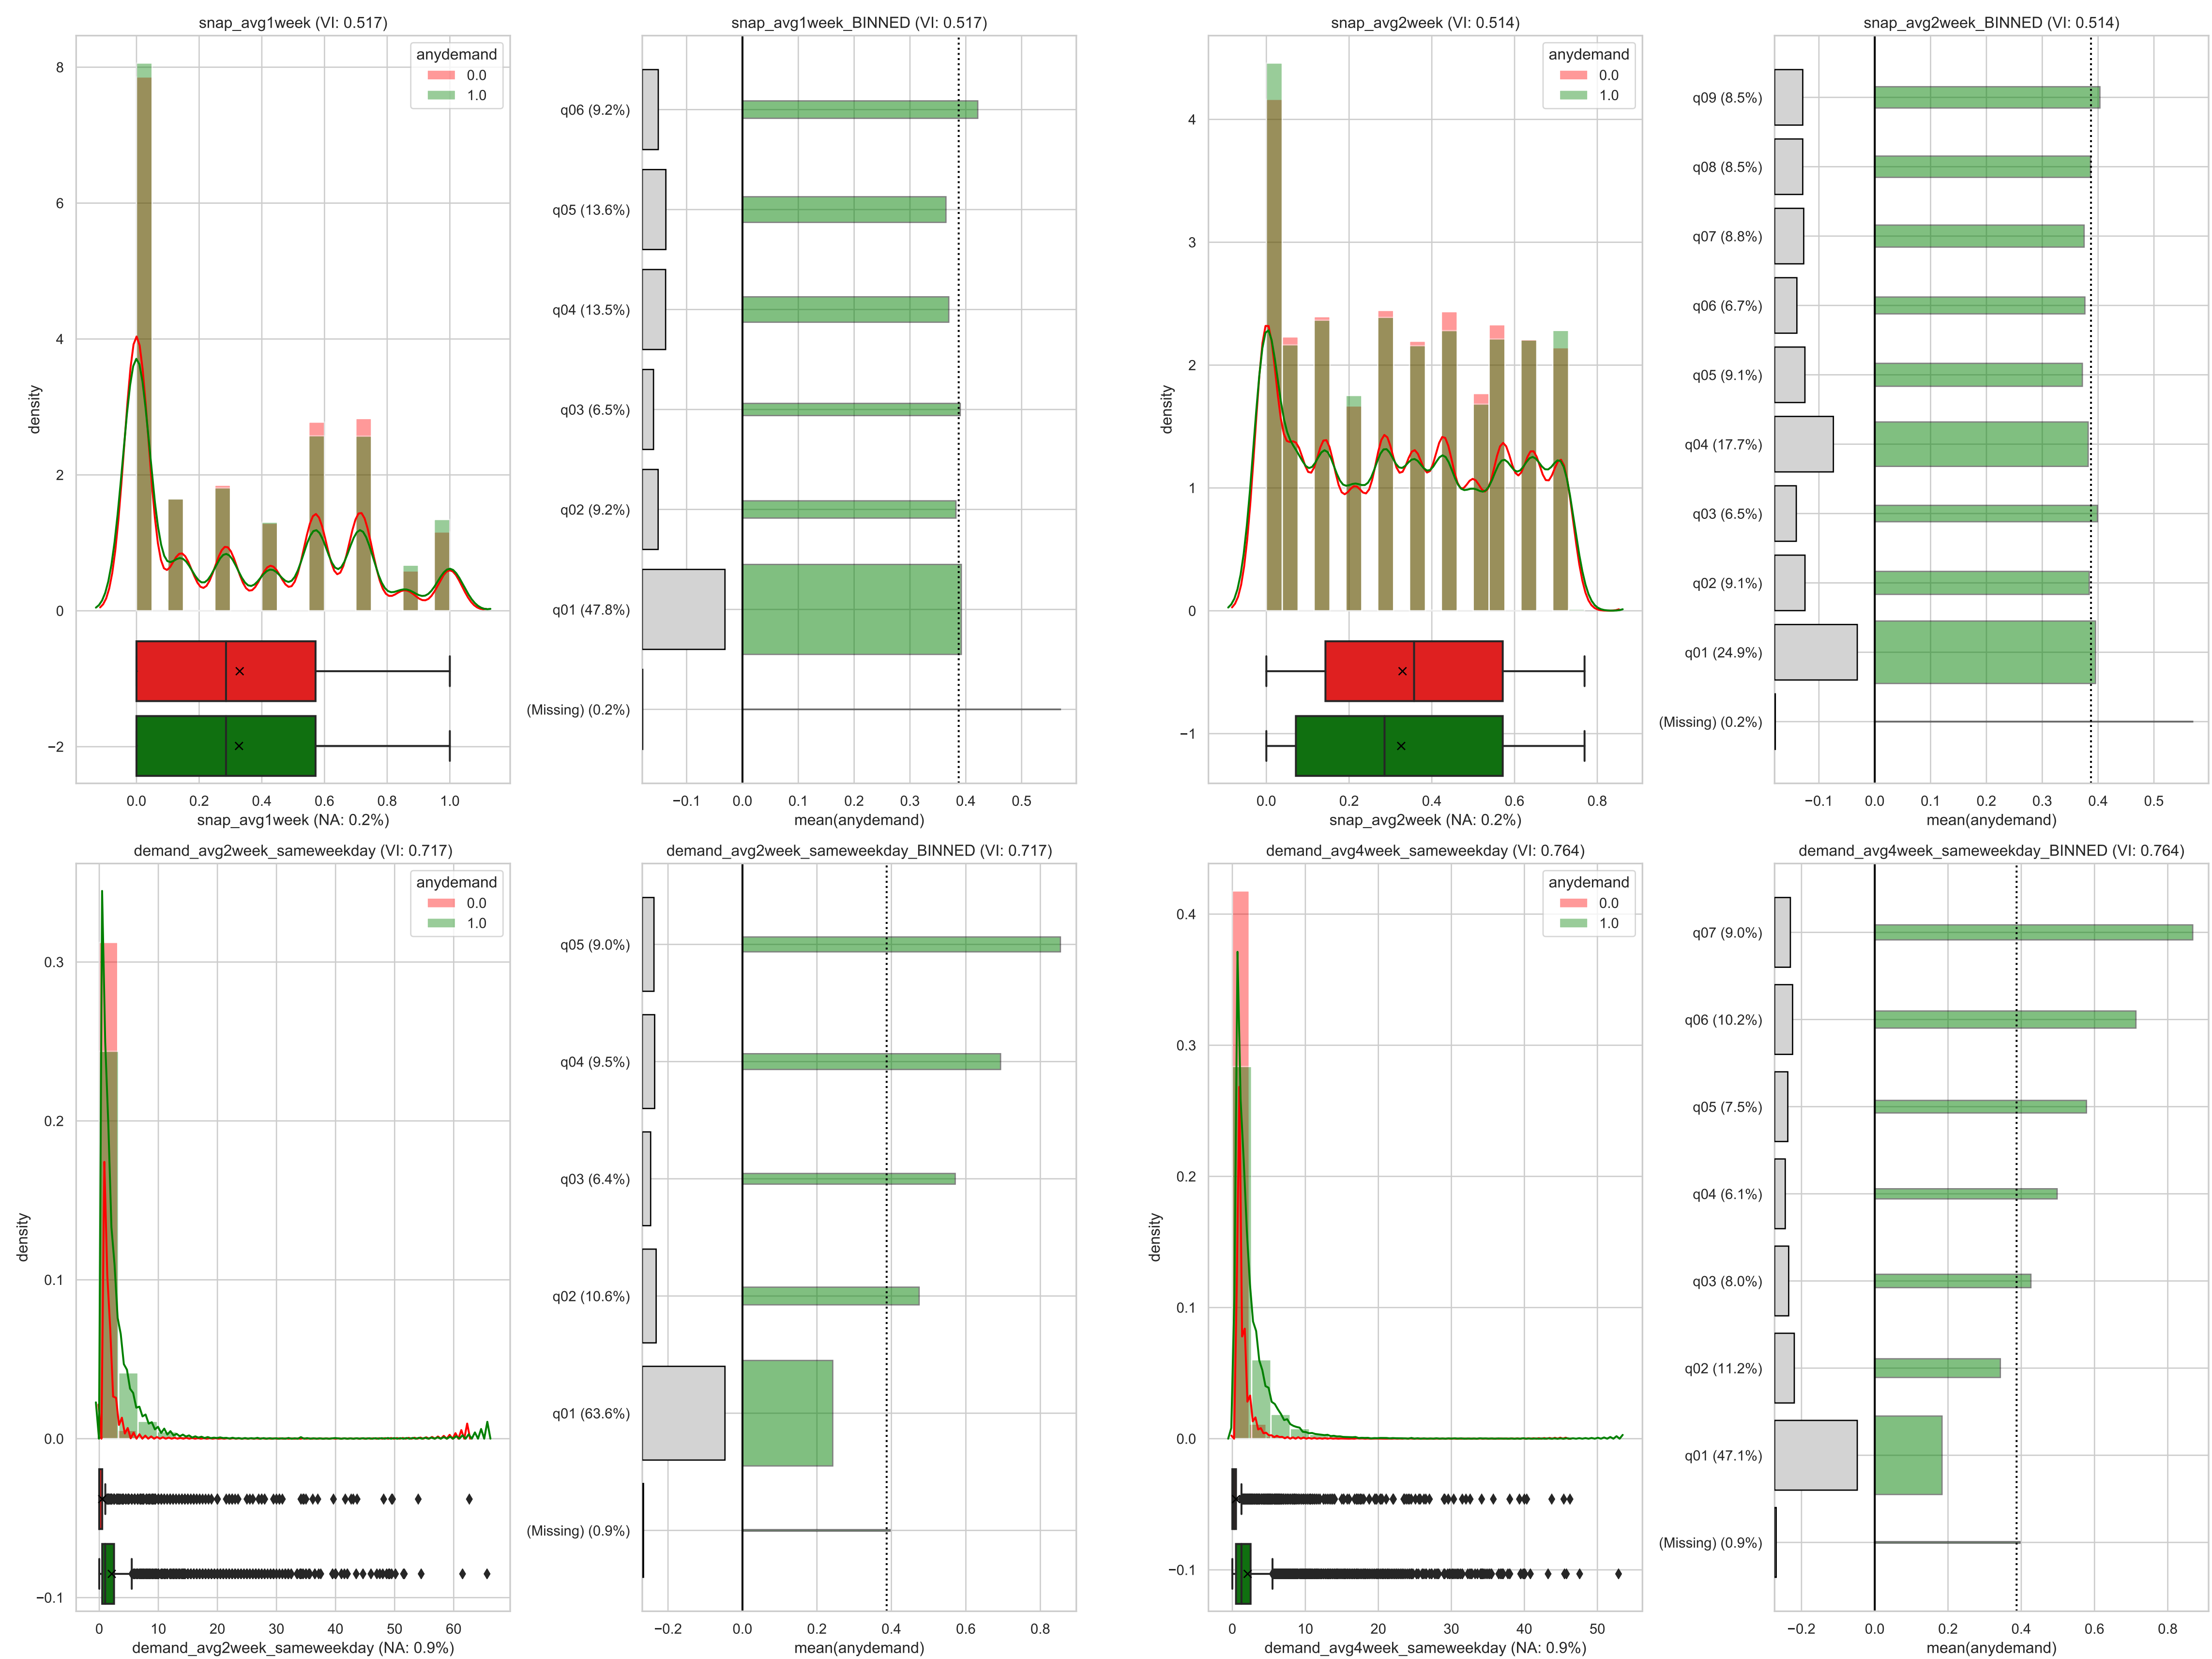 snap_avg1week (VI: 0.517)
anydemand
0.0
1.0
8
6
4
2
0
−2
density
0.0 0.2 0.4 0.6 0.8 1.0
snap_avg1week (NA: 0.2%)
snap_avg1week_BINNED (VI: 0.517)
q06 (9.2%)
q05 (13.6%)
q04 (13.5%)
q03 (6.5%)
q02 (9.2%)
q01 (47.8%)
(Missing) (0.2%)
−0.1 0.0 0.1 0.2 0.3 0.4 0.5
mean(anydemand)
snap_avg2week (VI: 0.514)
anydemand
0.0
1.0
4
3
2
1
0
−1
density
0.0 0.2 0.4 0.6 0.8
snap_avg2week (NA: 0.2%)
snap_avg2week_BINNED (VI: 0.514)
q09 (8.5%)
q08 (8.5%)
q07 (8.8%)
q06 (6.7%)
q05 (9.1%)
q04 (17.7%)
q03 (6.5%)
q02 (9.1%)
q01 (24.9%)
(Missing) (0.2%)
−0.1 0.0 0.1 0.2 0.3 0.4 0.5
mean(anydemand)
demand_avg2week_sameweekday (VI: 0.717)
anydemand
0.0
1.0
0.3
0.2
0.1
0.0
−0.1
density
0 10 20 30 40 50 60
demand_avg2week_sameweekday (NA: 0.9%)
demand_avg2week_sameweekday_BINNED (VI: 0.717)
q05 (9.0%)
q04 (9.5%)
q03 (6.4%)
q02 (10.6%)
q01 (63.6%)
(Missing) (0.9%)
−0.2 0.0 0.2 0.4 0.6 0.8
mean(anydemand)
demand_avg4week_sameweekday (VI: 0.764)
anydemand
0.0
1.0
0.4
0.3
0.2
0.1
0.0
−0.1
density
0 10 20 30 40 50
demand_avg4week_sameweekday (NA: 0.9%)
demand_avg4week_sameweekday_BINNED (VI: 0.764)
q07 (9.0%)
q06 (10.2%)
q05 (7.5%)
q04 (6.1%)
q03 (8.0%)
q02 (11.2%)
q01 (47.1%)
(Missing) (0.9%)
−0.2 0.0 0.2 0.4 0.6 0.8
mean(anydemand)